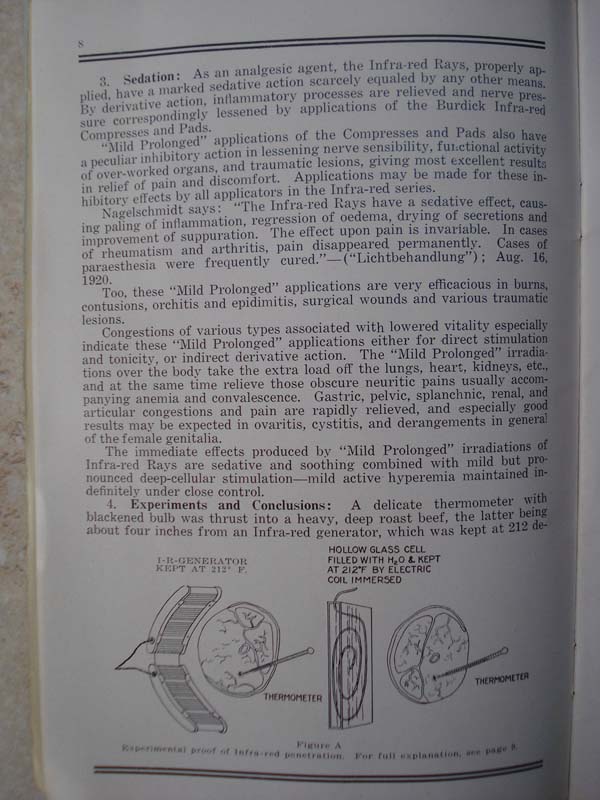 8
3. Sedation: As an analgesic agent, the Infra-red Rays, properly ap-
plied, have a marked sedative action scarcely equaled by any other means.
By derivative action, inflammatory processes are relieved and nerve pres-
sure correspondingly lessened by applications of the Burdick Infra-red
Compresses and Pads.
"Mild Prolonged" applications of the Compresses and Pads also have
a peculiar inhibitory action in lessening nerve sensibility, functional activity
of over-worked organs, and traumatic lesions, giving most excellent results
in relief of pain and discomfort. Applications may be made for these in-
hibitory effects by all applicators in the Infra-red series.
Nagelschmidt says: "The Infra-red Rays have a sedative effect, caus-
ing paling of inflammation, regression of oedema, drying of secretions and
improvement of suppuration. The effect upon pain is invariable. In cases
of rheumatism and arthritis, pain disappeared permanently. Cases of
paraesthesia were frequently cured."—("Lichtbehandlung"); Aug. 16,
1920.
Too, these "Mild Prolonged" applications are very efficacious in burns,
contusions, orchitis and epidimitis, surgical wounds and various traumatic
lesions.
Congestions of various types associated with lowered vitality especially
indicate these "Mild Prolonged" applications either for direct stimulation
and tonicity, or indirect derivative action. The "Mild Prolonged" irradia-
tions over the body take the extra load off the lungs, heart, kidneys, etc.,
and at the same time relieve those obscure neuritic pains usually accom-
panying anemia and convalescence. Gastric, pelvic, splanchnic, renal, and
articular congestions and pain are rapidly relieved, and especially good
results may be expected in ovaritis, cystitis, and derangements in general
of the female genitalia.
The immediate effects produced by "Mild Prolonged" irradiations of
Infra-red Rays are sedative and soothing combined with mild but pro-
nounced deep-cellular stimulation—mild active hyperemia maintained in-
definitely under close control.
4. Experiments and Conclusions: A delicate thermometer with
blackened bulb was thrust into a heavy, deep roast beef, the latter being
about four inches from an Infra-red generator, which was kept at 212 de-
I-R-GENERATOR
KEPT AT 212° F.
THERMOMETER
HOLLOW GLASS CELL
FILLED WITH H₂O & KEPT
AT 212°F BY ELECTRIC
COIL IMMERSED
THERMOMETER
Figure A
Experimental proof of Infra-red penetration. For full explanation, see page 9.